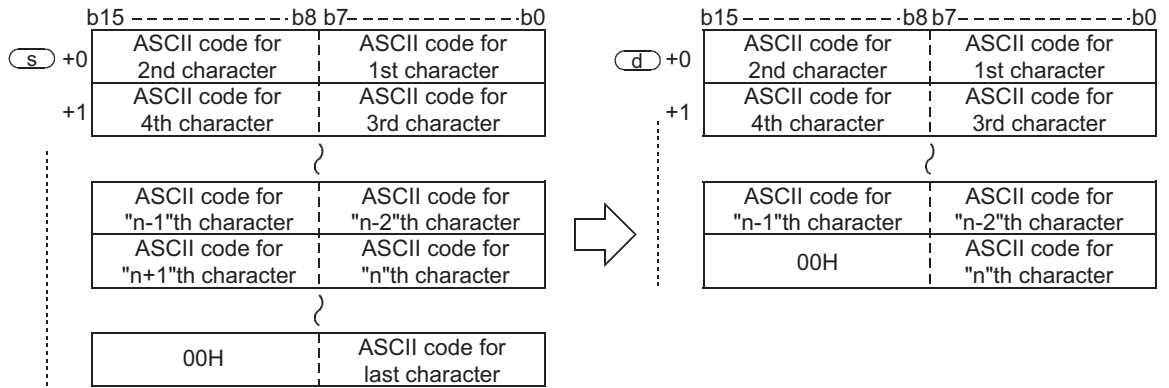 b15 b8 b7 b0
s +0
ASCII code for
2nd character
ASCII code for
1st character
+1
ASCII code for
4th character
ASCII code for
3rd character
ASCII code for
"n-1"th character
ASCII code for
"n-2"th character
ASCII code for
"n+1"th character
ASCII code for
"n"th character
00H
ASCII code for
last character
b15 b8 b7 b0
d +0
ASCII code for
2nd character
ASCII code for
1st character
+1
ASCII code for
4th character
ASCII code for
3rd character
ASCII code for
"n-1"th character
ASCII code for
"n-2"th character
00H
ASCII code for
"n"th character